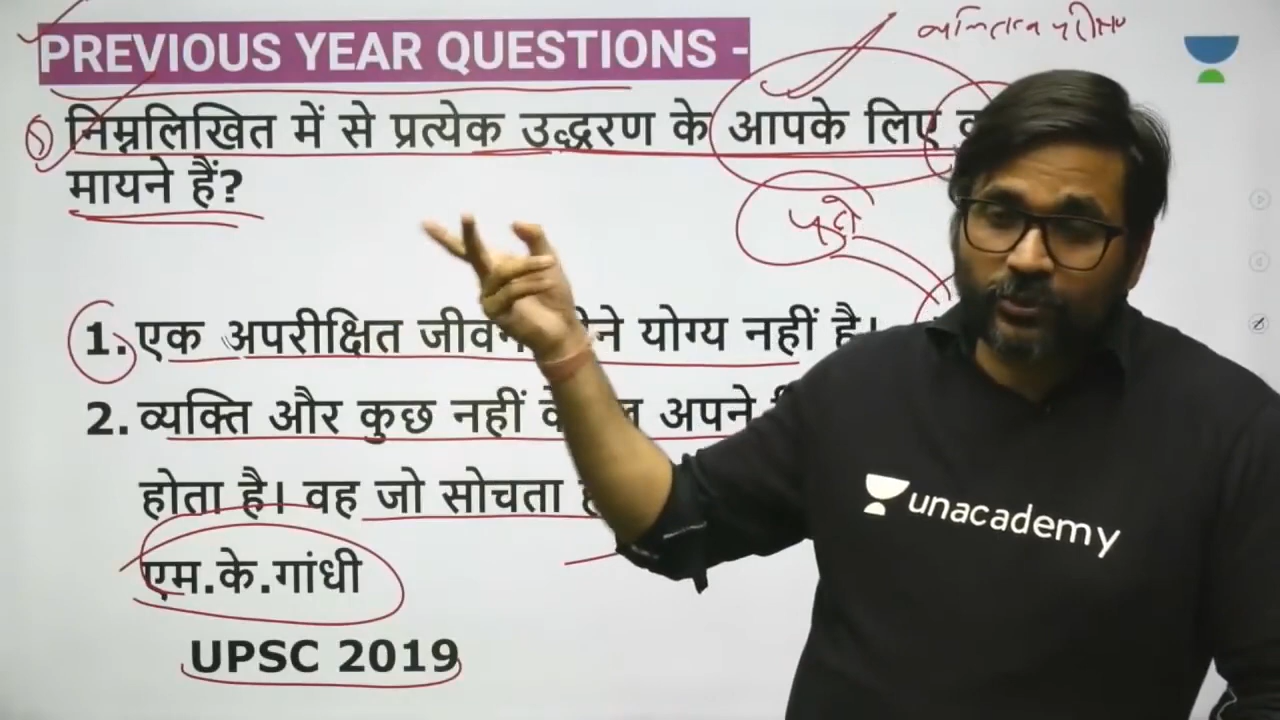 PREVIOUS YEAR QUESTIONS -
निम्नलिखित में से प्रत्येक उद्धरण के आपके लिए
मायने हैं?
पढ़ो
1. एक अपरीक्षित योग्य नहीं है।
2. व्यक्ति और कुछ नहीं अपने
होता है। वह जो सोचता
एम.के.गांधी
UPSC 2019
unacademy